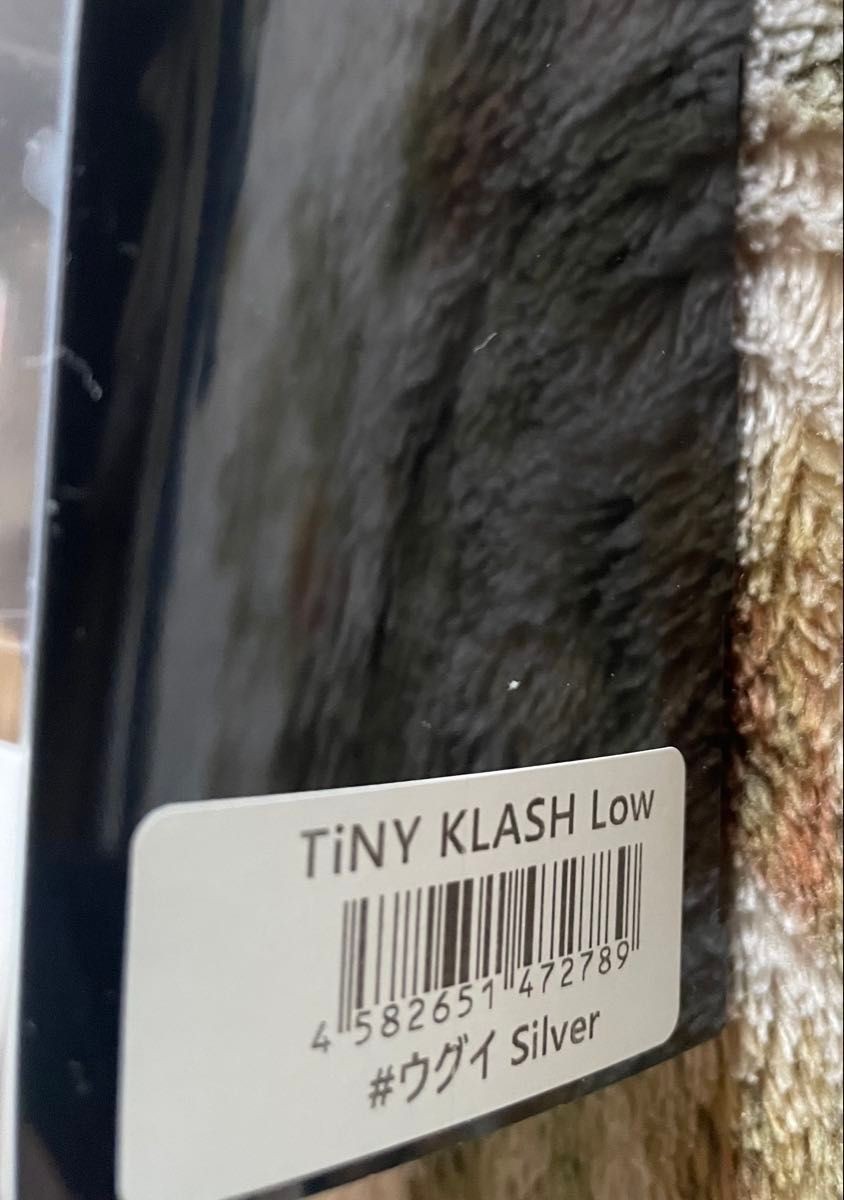 TiNY KLASH Low
4 582651 472789
#ウグイ Silver